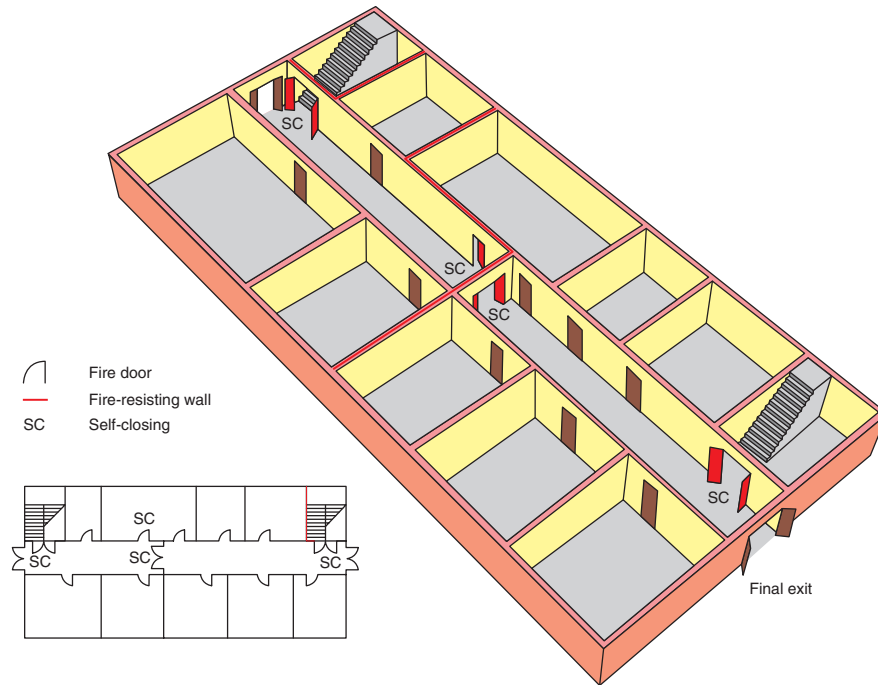 SC
SC
SC
Fire door
Fire-resisting wall
SC
Self-closing
SC
SC
SC
SC
SC
Final exit